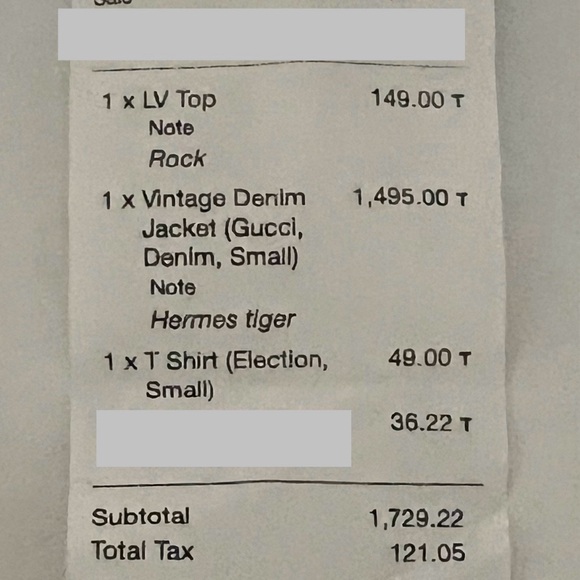 1 x LV Top 149.00 T
Note
Rock
1 x Vintage Denim 1,495.00 T
Jacket (Gucci,
Denim, Small)
Note
Hermes tiger
1 x T Shirt (Election, 49.00 T
Small)
36.22 T
Subtotal 1,729.22
Total Tax 121.05